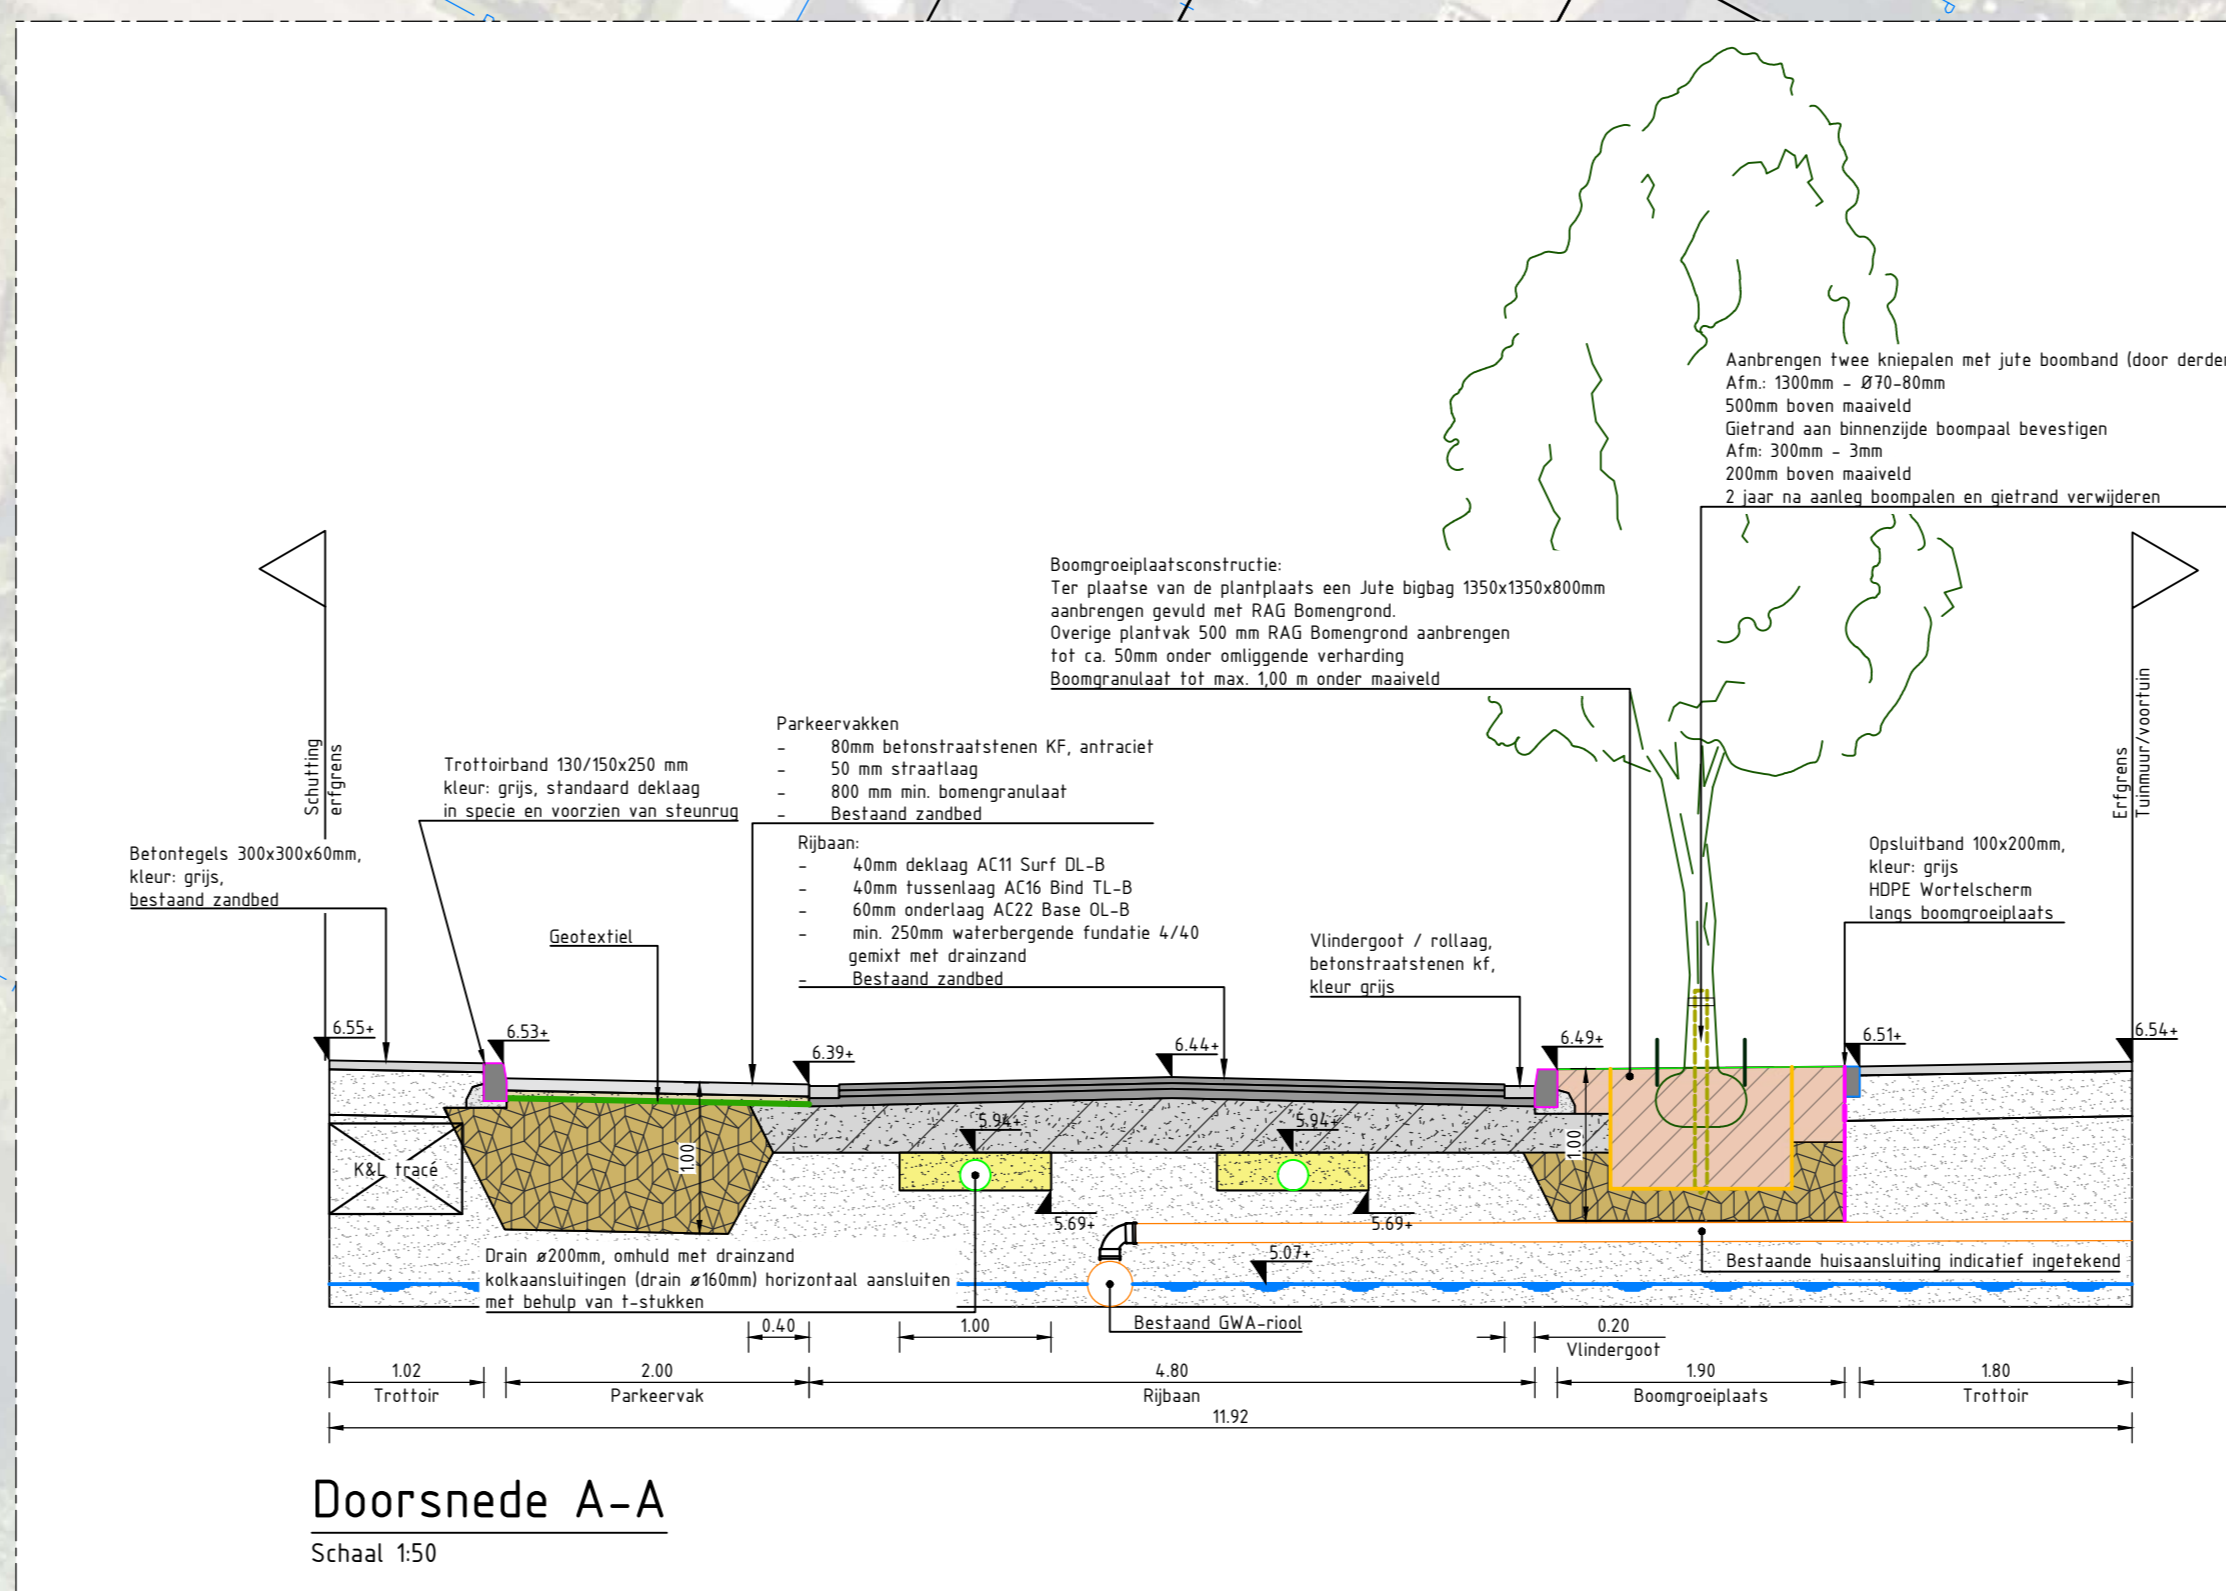 Aanbrengen twee kniepalen met jute boomband (door derde
Afm.: 1300mm - Ø70-80mm
500mm boven maaiveld
Gietrand aan binnenzijde boompaal bevestigen
Afm: 300mm - 3mm
200mm boven maaiveld
2 jaar na aanleg boompalen en gietrand verwijderen
Boomgroeiplaatsconstructie:
Ter plaatse van de plantplaats een Jute bigbag 1350x1350x800mm
aanbrengen gevuld met RAG Bomengrond.
Overige plantvak 500 mm RAG Bomengrond aanbrengen
tot ca. 50mm onder omliggende verharding
Boomgranulaat tot max. 1,00 m onder maaiveld
Schutting
erfgrens
Erfgrens
Tuinmuur/voortuin
Parkeervakken
- 80mm betonstraatstenen KF, antraciet
- 50 mm straatlaag
- 800 mm min. bomengranulaat
- Bestaand zandbed
Trottoirband 130/150x250 mm
kleur: grijs, standaard deklaag
in specie en voorzien van steunrug
Rijbaan:
- 40mm deklaag AC11 Surf DL-B
- 40mm tussenlaag AC16 Bind TL-B
- 60mm onderlaag AC22 Base OL-B
- min. 250mm waterbergende fundatie 4/40
gemixt met drainzand
- Bestaand zandbed
Betontegels 300x300x60mm,
kleur: grijs,
bestaand zandbed
Opsluitband 100x200mm,
kleur: grijs
HDPE Wortelscherm
langs boomgroeiplaats
Geotextiel
Vlindergoot / rollaag,
betonstraatstenen kf,
kleur grijs
6.55+
6.53+
6.39+
6.44+
6.49+
6.51+
6.54+
5.94+
5.94+
1.00
1.00
K&L tracé
5.69+
5.69+
5.07+
Drain ø200mm, omhuld met drainzand
kolkaansluitingen (drain ø160mm) horizontaal aansluiten
met behulp van t-stukken
Bestaande huisaansluiting indicatief ingetekend
Bestaand GWA-riool
0.40
1.00
0.20
Vlindergoot
1.02
Trottoir
2.00
Parkeervak
4.80
Rijbaan
1.90
Boomgroeiplaats
1.80
Trottoir
11.92
Doorsnede A-A
Schaal 1:50